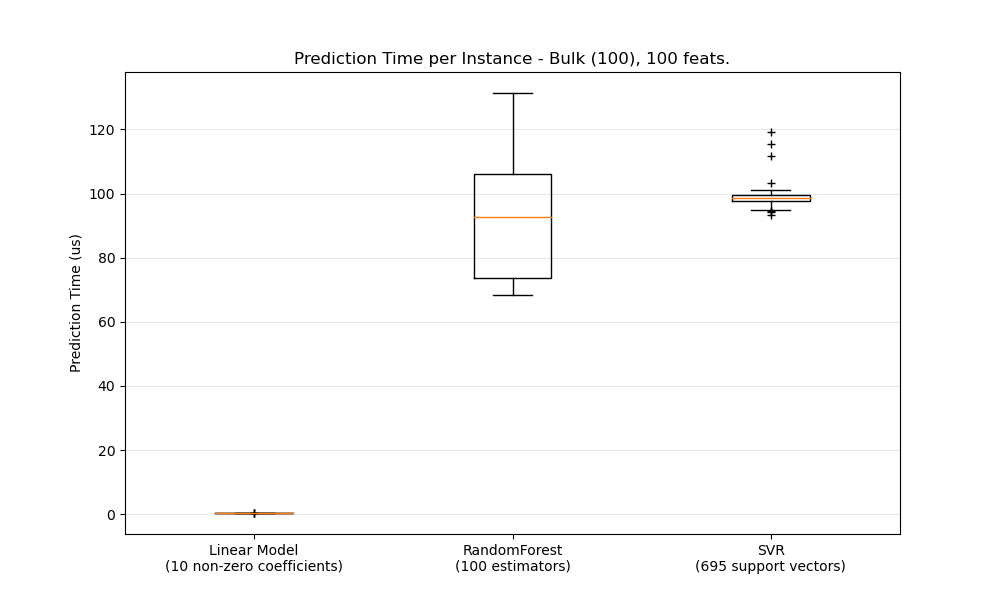 Prediction Time per Instance - Bulk (100), 100 feats.
Prediction Time (us)
120
100
80
60
40
20
0
Linear Model
(10 non-zero coefficients)
RandomForest
(100 estimators)
SVR
(695 support vectors)